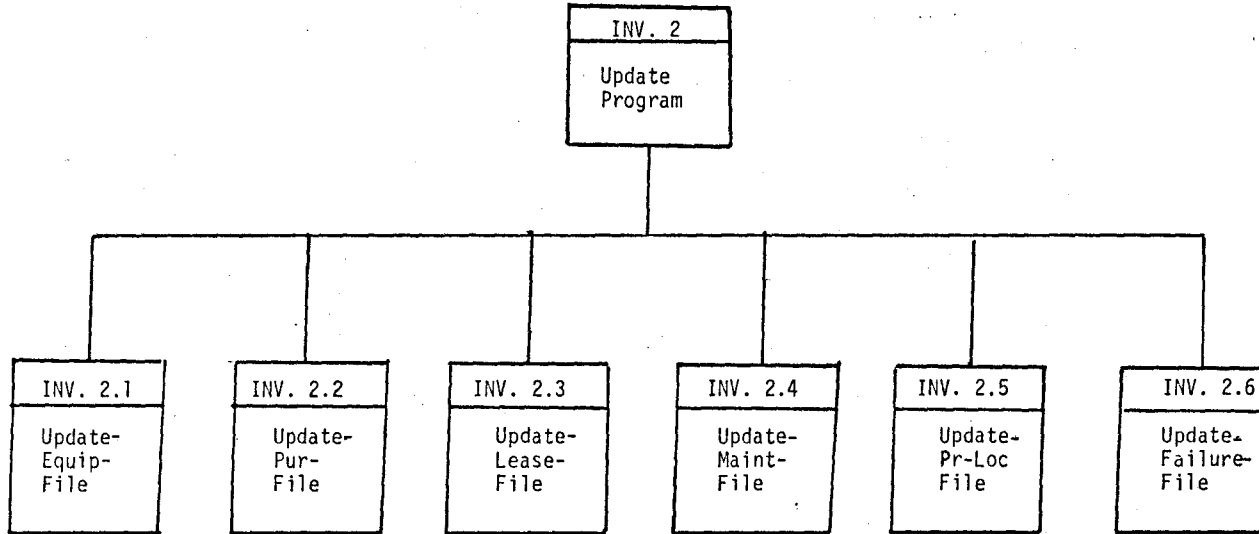 INV. 2
Update
Program
INV. 2.1
Update-
Equip-
File
INV. 2.2
Update-
Pur-
File
INV. 2.3
Update-
Lease-
File
INV. 2.4
Update-
Maint-
File
INV. 2.5
Update-
Pr-Loc
File
INV. 2.6
Update-
Failure-
File